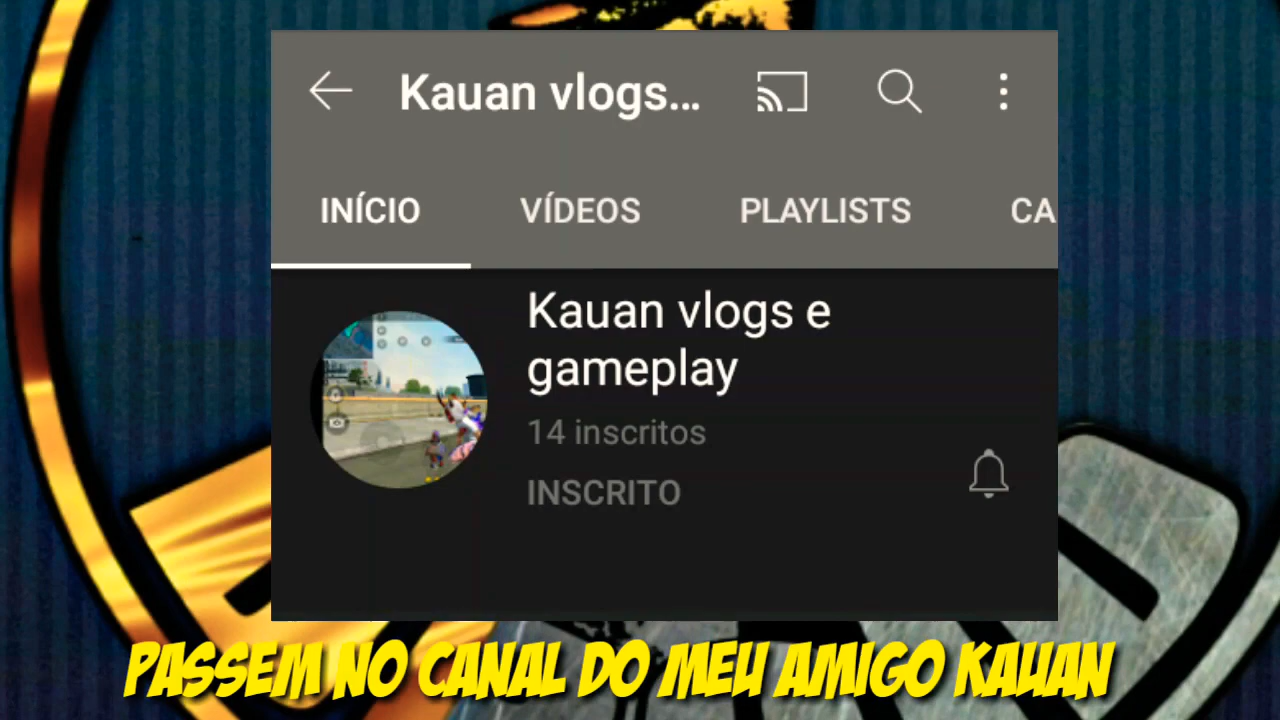 Kauan vlogs...
INÍCIO VÍDEOS PLAYLISTS CA
Kauan vlogs e
gameplay
14 inscritos
INSCRITO
PASSEM NO CANAL DO MEU AMIGO KAUAN